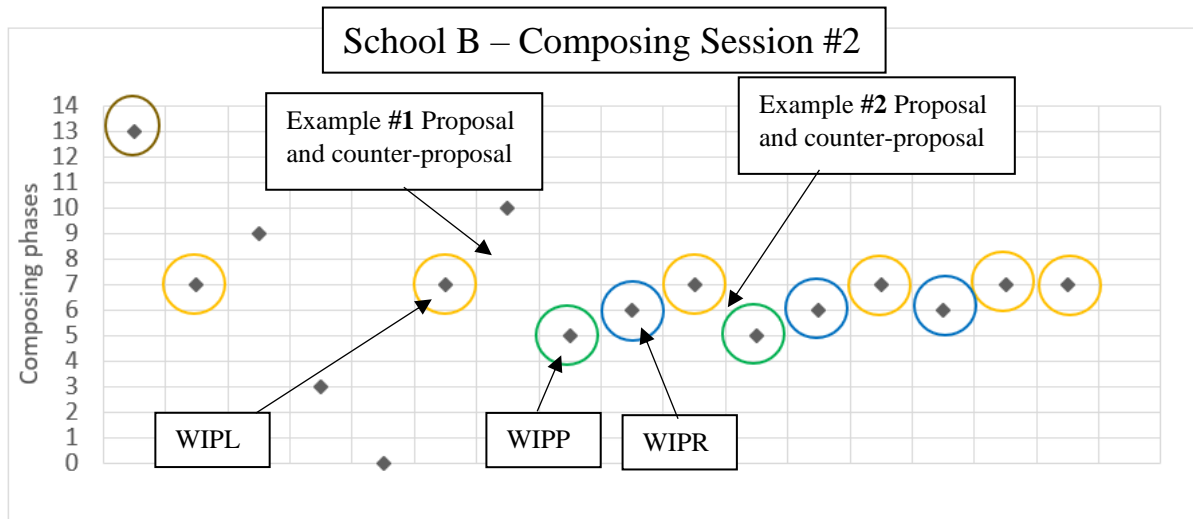 School B – Composing Session #2
Example #1 Proposal
and counter-proposal
Example #2 Proposal
and counter-proposal
Composing phases
14
13
12
11
10
9
8
7
6
5
4
3
2
1
0
WIPL
WIPP
WIPR